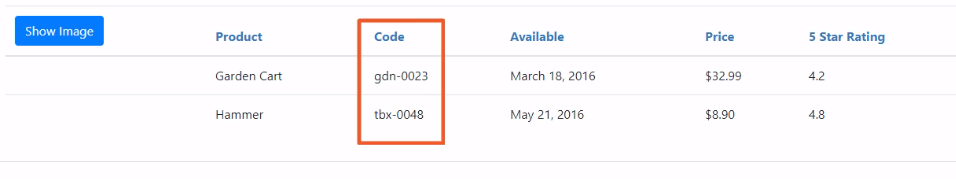 Show Image Product Code Available Price 5 Star Rating
Garden Cart gdn-0023 March 18, 2016 $32.99 4.2
Hammer tbx-0048 May 21, 2016 $8.90 4.8